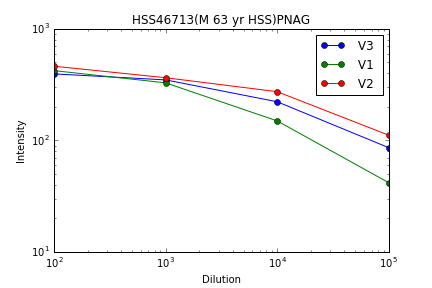 HSS46713(M 63 yr HSS)PNAG
10³
V3
V1
V2
10²
10¹
Intensity
10² 10³ 10⁴ 10⁵
Dilution